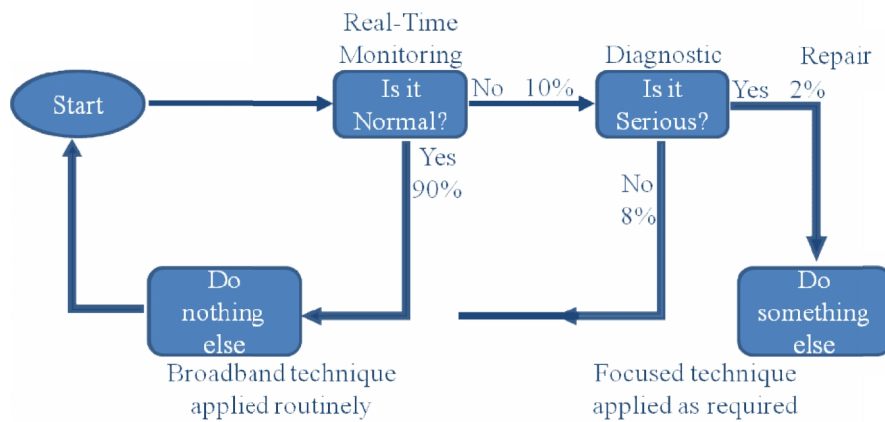 Real-Time
Monitoring
Diagnostic
Repair
Start
Is it
Normal?
No 10%
Is it
Serious?
Yes 2%
Yes
90%
No
8%
Do
nothing
else
Do
something
else
Broadband technique
applied routinely
Focused technique
applied as required